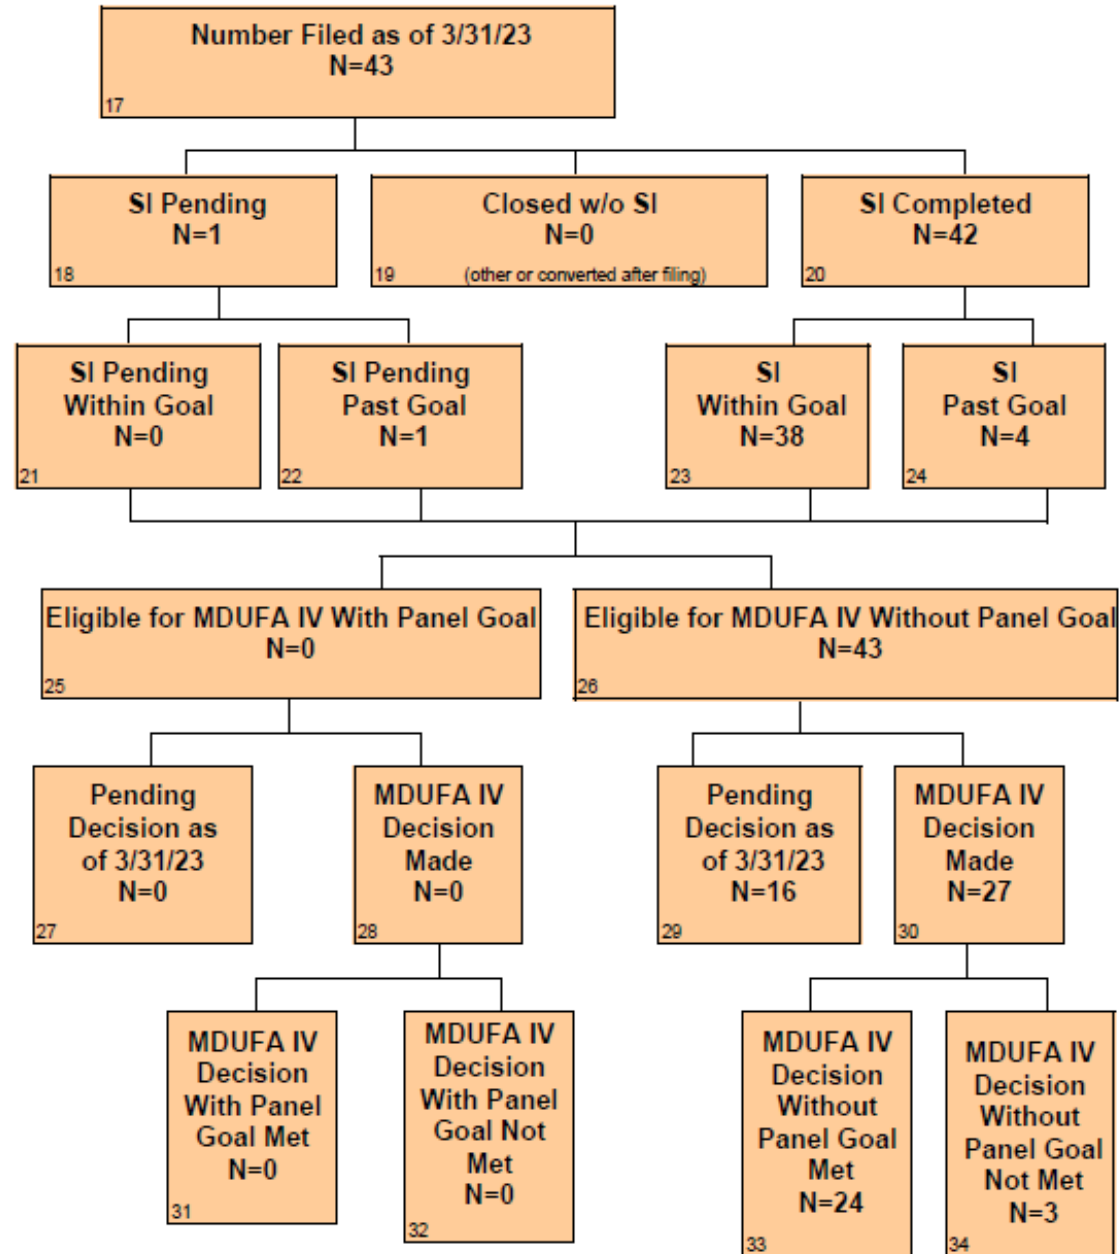 Number Filed as of 3/31/23
N=43
17
SI Pending
N=1
18
Closed w/o SI
N=0
19 (other or converted after filing)
SI Completed
N=42
20
SI Pending
Within Goal
N=0
21
SI Pending
Past Goal
N=1
22
SI
Within Goal
N=38
23
SI
Past Goal
N=4
24
Eligible for MDUFA IV With Panel Goal
N=0
25
Eligible for MDUFA IV Without Panel Goal
N=43
26
Pending
Decision as
of 3/31/23
N=0
27
MDUFA IV
Decision
Made
N=0
28
Pending
Decision as
of 3/31/23
N=16
29
MDUFA IV
Decision
Made
N=27
30
MDUFA IV
Decision
With Panel
Goal Met
N=0
31
MDUFA IV
Decision
With Panel
Goal Not
Met
N=0
32
MDUFA IV
Decision
Without
Panel Goal
Met
N=24
33
MDUFA IV
Decision
Without
Panel Goal
Not Met
N=3
34